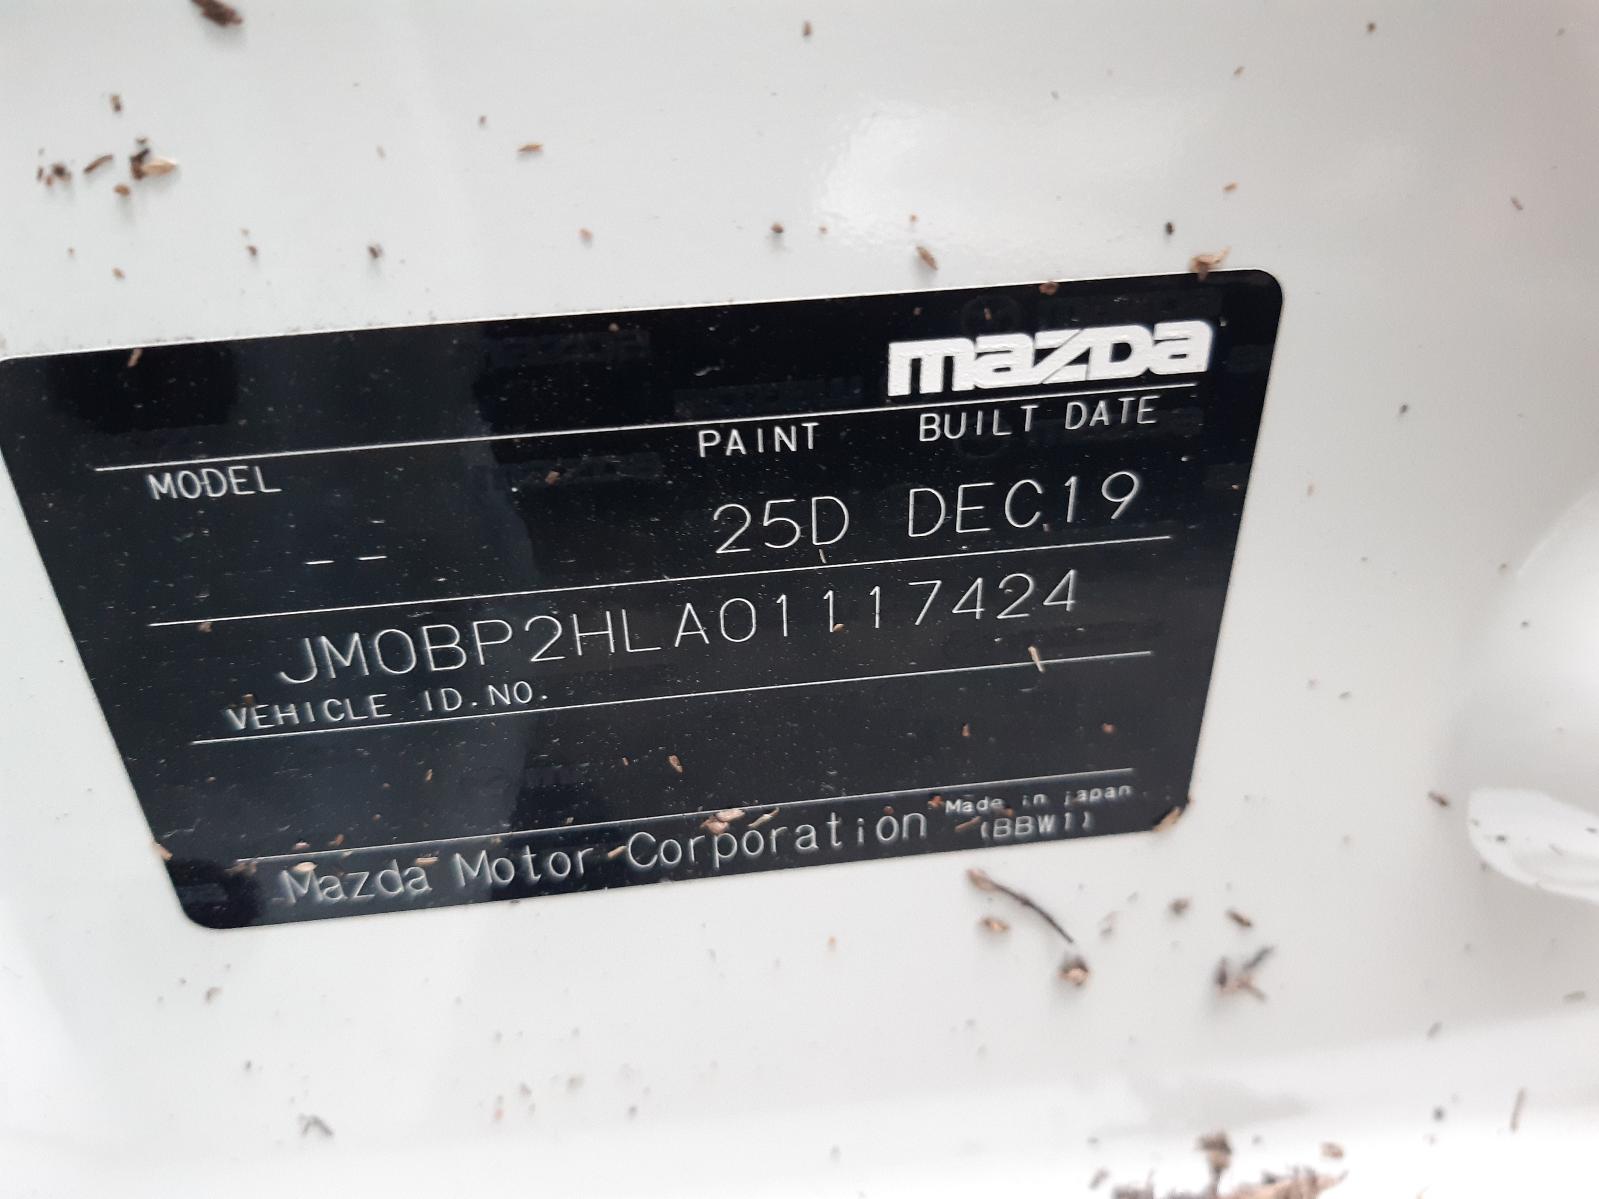 mazda
MODEL PAINT BUILT DATE
-- 25D DEC19
JM0BP2HLA01117424
VEHICLE ID.NO.
Made in japan
Mazda Motor Corporation (BBW1)